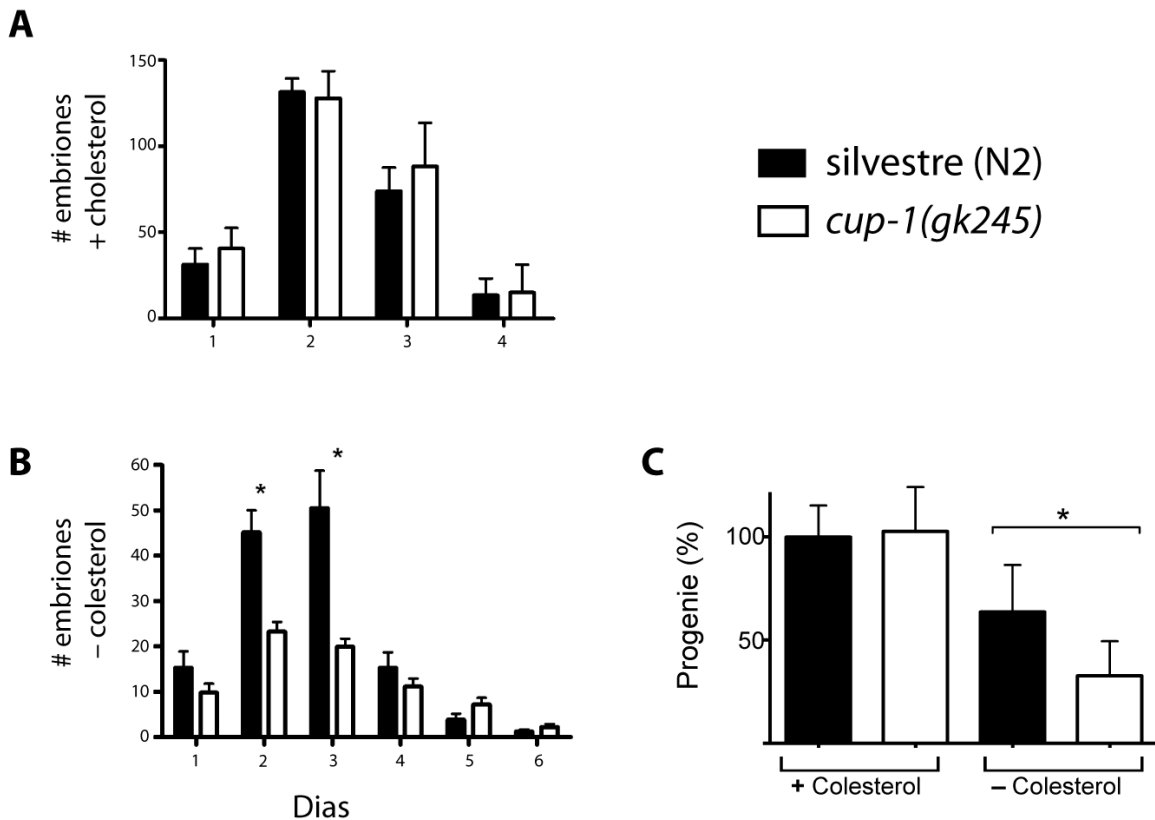 A
# embriones
+ cholesterol
150
100
50
0
1 2 3 4
silvestre (N2)
cup-1(gk245)
B
# embriones
– colesterol
60
50
40
30
20
10
0
* *
1 2 3 4 5 6
Dias
C
Progenie (%)
100
50
*
+ Colesterol – Colesterol